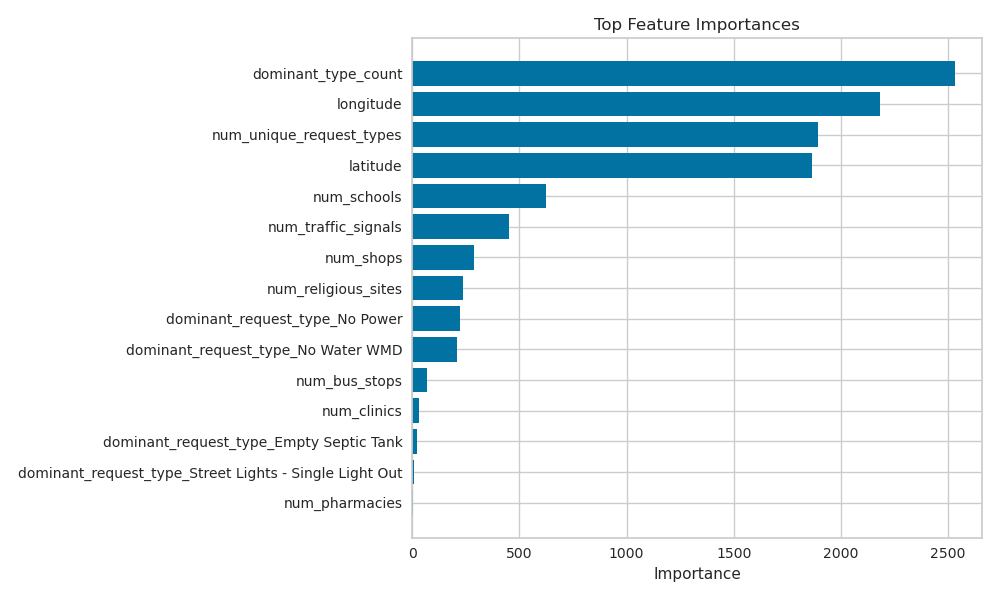 Top Feature Importances
dominant_type_count
longitude
num_unique_request_types
latitude
num_schools
num_traffic_signals
num_shops
num_religious_sites
dominant_request_type_No Power
dominant_request_type_No Water WMD
num_bus_stops
num_clinics
dominant_request_type_Empty Septic Tank
dominant_request_type_Street Lights - Single Light Out
num_pharmacies
0 500 1000 1500 2000 2500
Importance